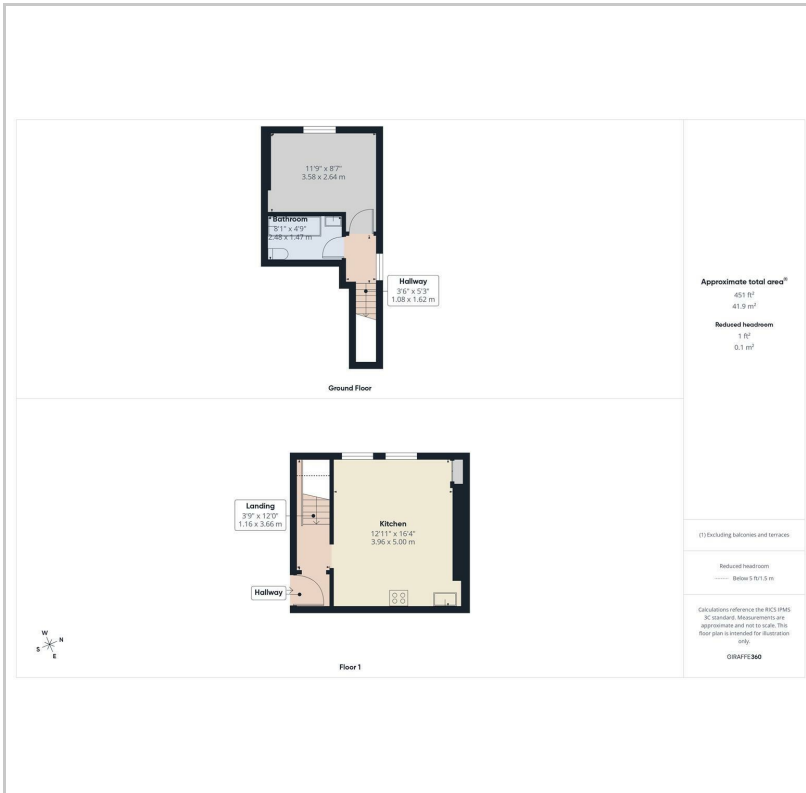 11'9" x 8'7"
3.58 x 2.64 m
Bathroom
8'1" x 4'9"
2.48 x 1.47 m
Hallway
3'6" x 5'3"
1.08 x 1.62 m
Ground Floor
Landing
3'9" x 12'0"
1.16 x 3.66 m
Kitchen
12'11" x 16'4"
3.96 x 5.00 m
Hallway
W
N
S
E
Floor 1
Approximate total area(1)
451 ft²
41.9 m²
Redused headroom
1 ft²
0.1 m²
(1) Excluding balconies and terraces
Reduced headroom
Below 5 ft/1.5 m
Calculations reference the RICS IPMS
3C standard. Measurements are
approximate and not to scale. This
floor plan is intended for illustration
only.
GIRAFFE360